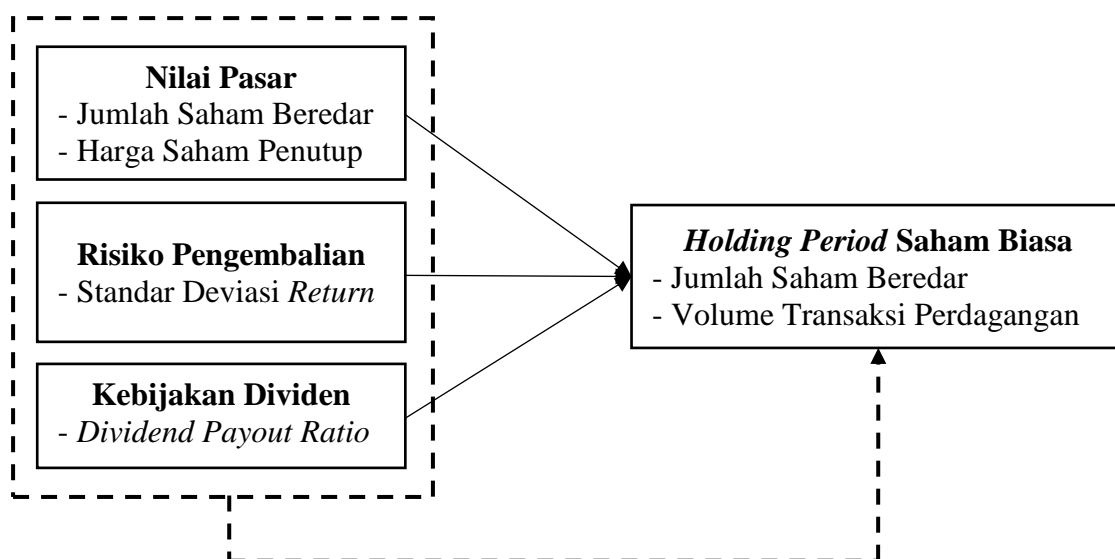 Nilai Pasar
- Jumlah Saham Beredar
- Harga Saham Penutup
Risiko Pengembalian
- Standar Deviasi Return
Kebijakan Dividen
- Dividend Payout Ratio
Holding Period Saham Biasa
- Jumlah Saham Beredar
- Volume Transaksi Perdagangan